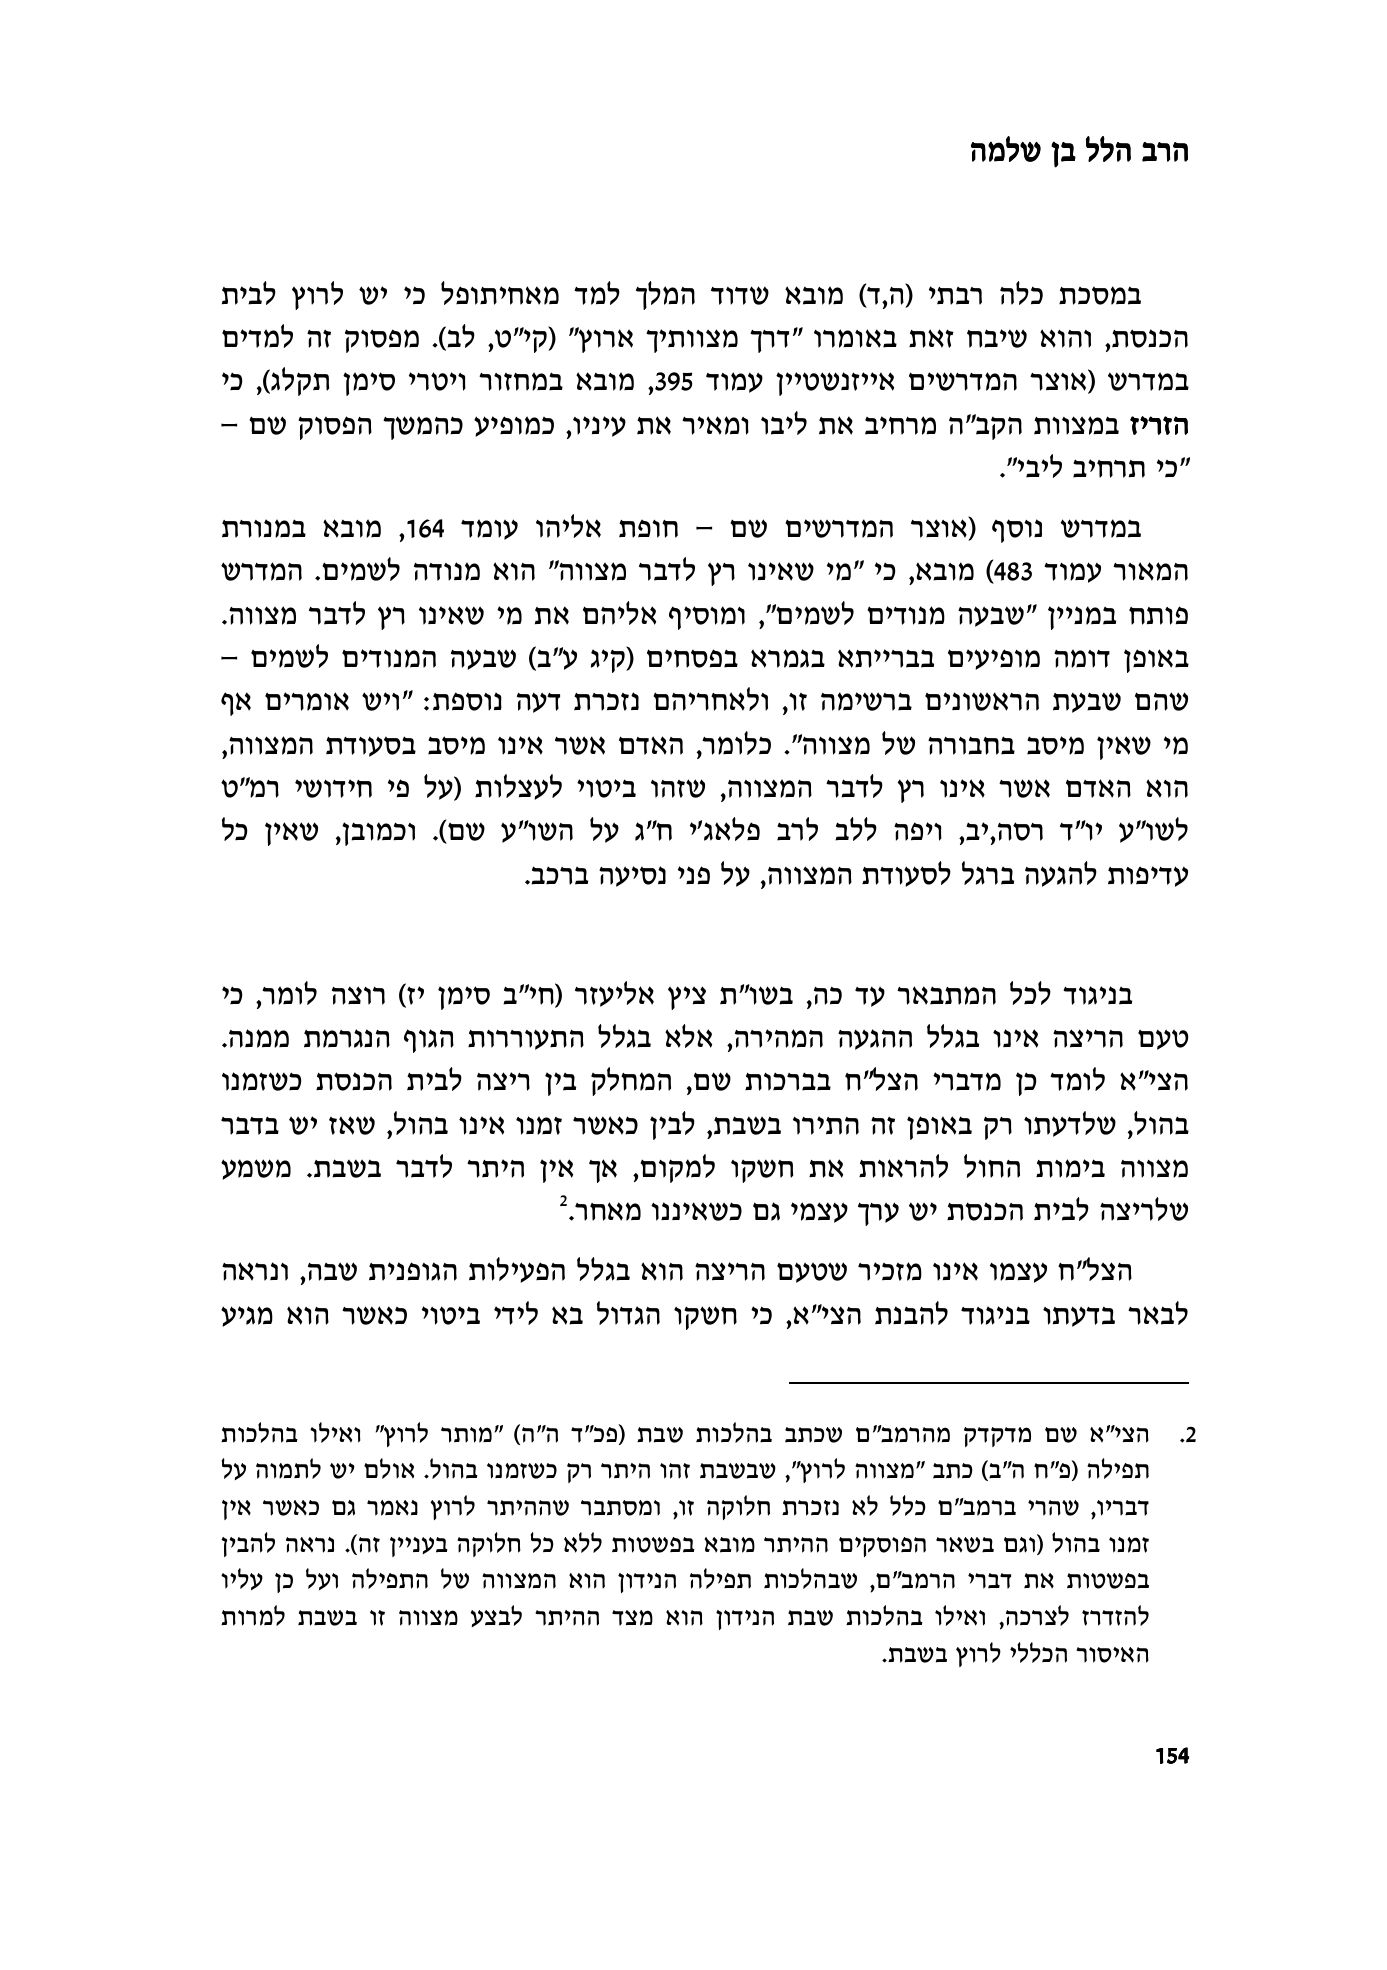 הרב הלל בן שלמה
במסכת כלה רבתי (ה,ד) מובא שדוד המלך למד מאחיתופל כי יש לרוץ לבית
הכנסת, והוא שיבח זאת באומרו "דרך מצוותיך ארוץ" (קי"ט, לב). מפסוק זה למדים
במדרש (אוצר המדרשים אייזנשטיין עמוד 395, מובא במחזור ויטרי סימן תקלג), כי
הזריז במצוות הקב"ה מרחיב את ליבו ומאיר את עיניו, כמופיע כהמשך הפסוק שם –
"כי תרחיב ליבי".
במדרש נוסף (אוצר המדרשים שם – חופת אליהו עומד 164, מובא במנורת
המאור עמוד 483) מובא, כי "מי שאינו רץ לדבר מצווה" הוא מנודה לשמים. המדרש
פותח במניין "שבעה מנודים לשמים", ומוסיף אליהם את מי שאינו רץ לדבר מצווה.
באופן דומה מופיעים בברייתא בגמרא בפסחים (קיג ע"ב) שבעה המנודים לשמים –
שהם שבעת הראשונים ברשימה זו, ולאחריהם נזכרת דעה נוספת: "ויש אומרים אף
מי שאין מיסב בחבורה של מצווה". כלומר, האדם אשר אינו מיסב בסעודת המצווה,
הוא האדם אשר אינו רץ לדבר המצווה, שזהו ביטוי לעצלות (על פי חידושי רמ"ט
לשו"ע יו"ד רסה,יב, ויפה ללב לרב פלאג'י ח"ג על השו"ע שם). וכמובן, שאין כל
עדיפות להגעה ברגל לסעודת המצווה, על פני נסיעה ברכב.
בניגוד לכל המתבאר עד כה, בשו"ת ציץ אליעזר (חי"ב סימן יז) רוצה לומר, כי
טעם הריצה אינו בגלל ההגעה המהירה, אלא בגלל התעוררות הגוף הנגרמת ממנה.
הצי"א לומד כן מדברי הצל"ח בברכות שם, המחלק בין ריצה לבית הכנסת כשזמנו
בהול, שלדעתו רק באופן זה התירו בשבת, לבין כאשר זמנו אינו בהול, שאז יש בדבר
מצווה בימות החול להראות את חשקו למקום, אך אין היתר לדבר בשבת. משמע
שלריצה לבית הכנסת יש ערך עצמי גם כשאיננו מאחר.2
הצל"ח עצמו אינו מזכיר שטעם הריצה הוא בגלל הפעילות הגופנית שבה, ונראה
לבאר בדעתו בניגוד להבנת הצי"א, כי חשקו הגדול בא לידי ביטוי כאשר הוא מגיע
2. הצי"א שם מדקדק מהרמב"ם שכתב בהלכות שבת (פכ"ד ה"ה) "מותר לרוץ" ואילו בהלכות
תפילה (פ"ח ה"ב) כתב "מצווה לרוץ", שבשבת זהו היתר רק כשזמנו בהול. אולם יש לתמוה על
דבריו, שהרי ברמב"ם כלל לא נזכרת חלוקה זו, ומסתבר שההיתר לרוץ נאמר גם כאשר אין
זמנו בהול (וגם בשאר הפוסקים ההיתר מובא בפשטות ללא כל חלוקה בעניין זה). נראה להבין
בפשטות את דברי הרמב"ם, שבהלכות תפילה הנידון הוא המצווה של התפילה ועל כן עליו
להזדרז לצרכה, ואילו בהלכות שבת הנידון הוא מצד ההיתר לבצע מצווה זו בשבת למרות
האיסור הכללי לרוץ בשבת.
154